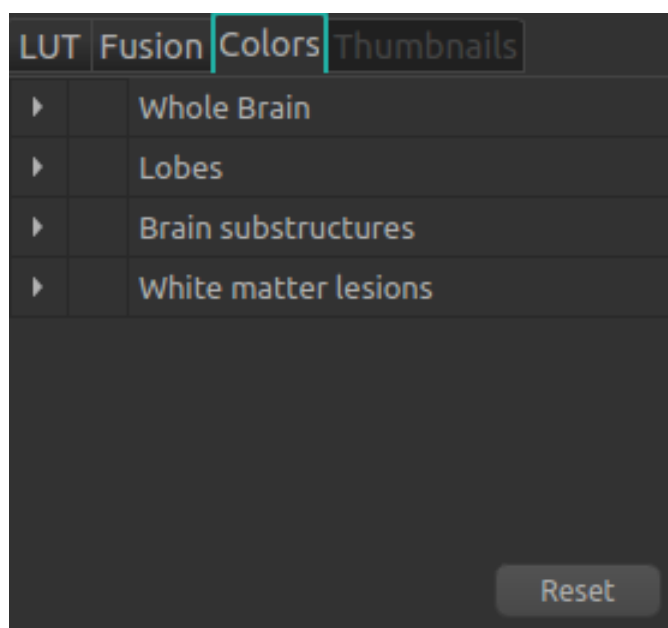 LUT Fusion Colors Thumbnails
Whole Brain
Lobes
Brain substructures
White matter lesions
Reset